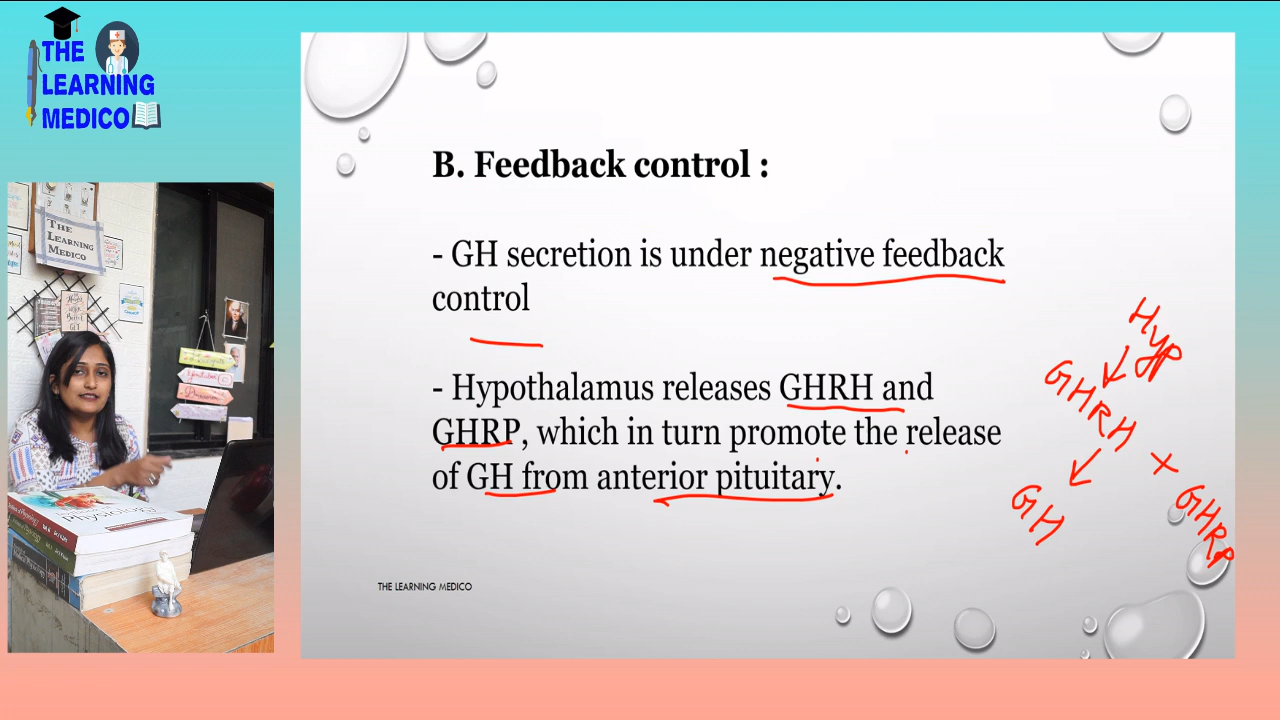 THE
LEARNING
MEDICO
THE
LEARNING
MEDICO
B. Feedback control :
- GH secretion is under negative feedback
control
- Hypothalamus releases GHRH and
GHRP, which in turn promote the release
of GH from anterior pituitary.
Hyp
GHRH
+ GHRP
GH
THE LEARNING MEDICO